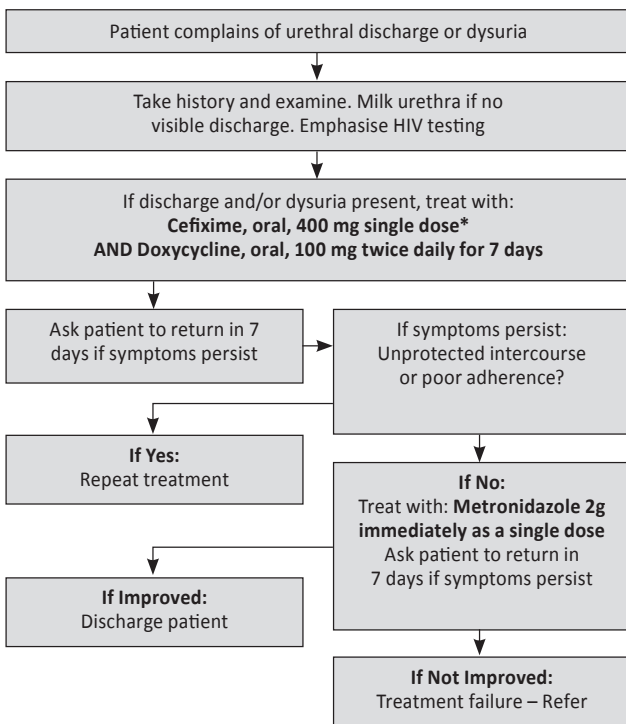 Patient complains of urethral discharge or dysuria
Take history and examine. Milk urethra if no
visible discharge. Emphasise HIV testing
If discharge and/or dysuria present, treat with:
Cefixime, oral, 400 mg single dose*
AND Doxycycline, oral, 100 mg twice daily for 7 days
Ask patient to return in 7
days if symptoms persist
If symptoms persist:
Unprotected intercourse
or poor adherence?
If Yes:
Repeat treatment
If No:
Treat with: Metronidazole 2g
immediately as a single dose
Ask patient to return in
7 days if symptoms persist
If Improved:
Discharge patient
If Not Improved:
Treatment failure – Refer